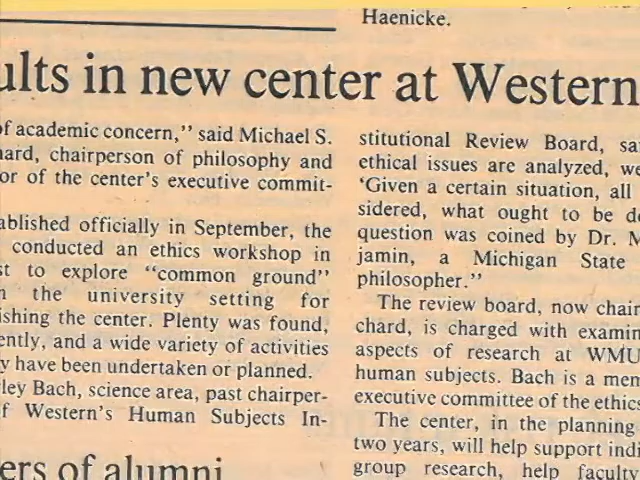 Haenicke.
ults in new center at Western
of academic concern,” said Michael S.
ard, chairperson of philosophy and
or of the center's executive commit-
ablished officially in September, the
conducted an ethics workshop in
st to explore “common ground”
n the university setting for
ishing the center. Plenty was found,
ently, and a wide variety of activities
y have been undertaken or planned.
ley Bach, science area, past chairper-
f Western's Human Subjects In-
ers of alumni
stitutional Review Board, sa
ethical issues are analyzed, we
‘Given a certain situation, all
sidered, what ought to be d
question was coined by Dr. M
jamin, a Michigan State
philosopher.”
The review board, now chair
chard, is charged with examin
aspects of research at WMU
human subjects. Bach is a mem
executive committee of the ethics
The center, in the planning
two years, will help support indi
group research, help faculty